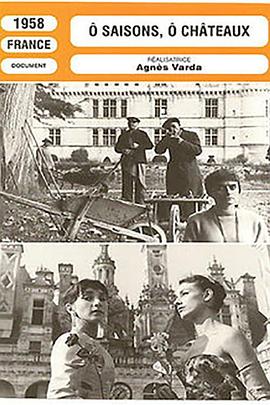 1958
FRANCE
DOCUMENT
Ô SAISONS, Ô CHÂTEAUX
RÉALISATRICE
Agnès Varda